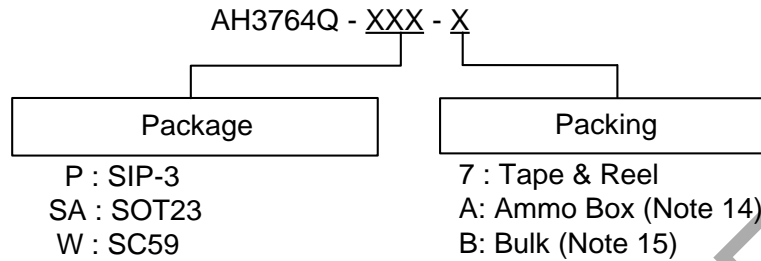 AH3764Q - XXX - X
Package
Packing
P : SIP-3
SA : SOT23
W : SC59
7 : Tape & Reel
A: Ammo Box (Note 14)
B: Bulk (Note 15)